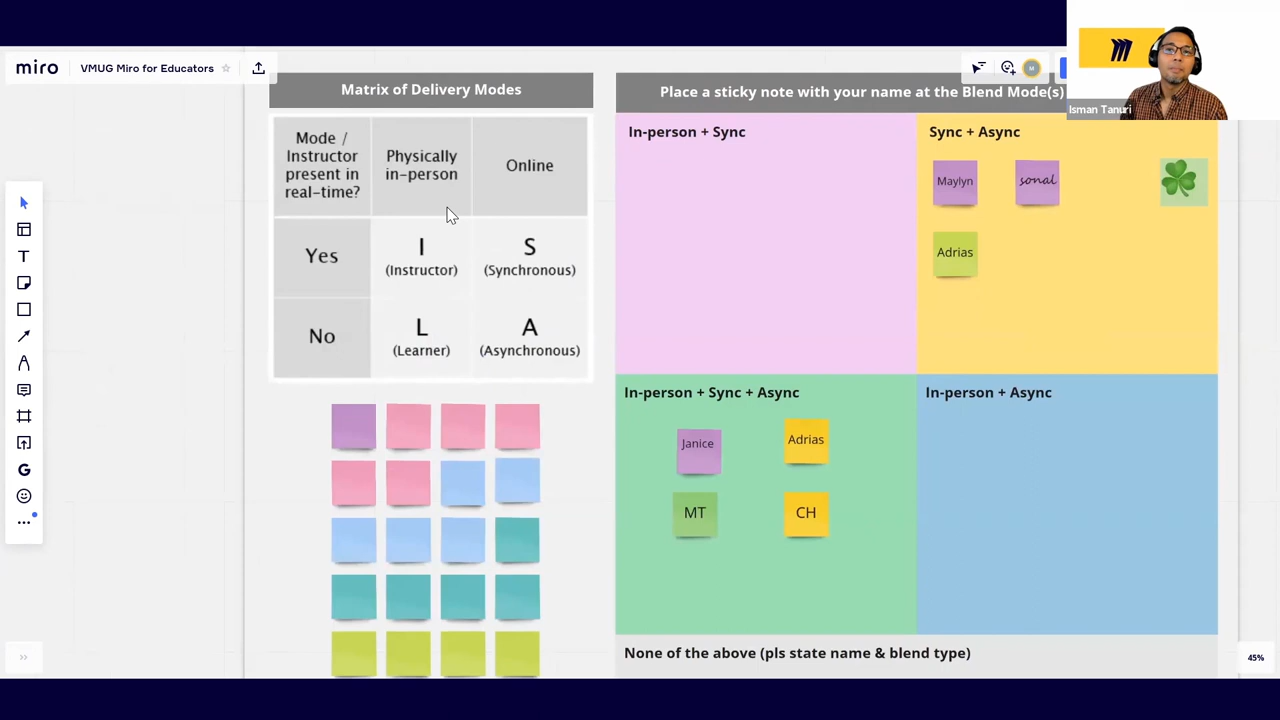 miro
VMUG Miro for Educators
Isman Tanuri
Matrix of Delivery Modes
Mode /
Instructor
present in
real-time?
Physically
in-person
Online
Yes
I
(Instructor)
S
(Synchronous)
No
L
(Learner)
A
(Asynchronous)
Place a sticky note with your name at the Blend Mode(s)
In-person + Sync
Sync + Async
Maylyn
sonal
Adrias
In-person + Sync + Async
Janice
Adrias
MT
CH
In-person + Async
None of the above (pls state name & blend type)
45%